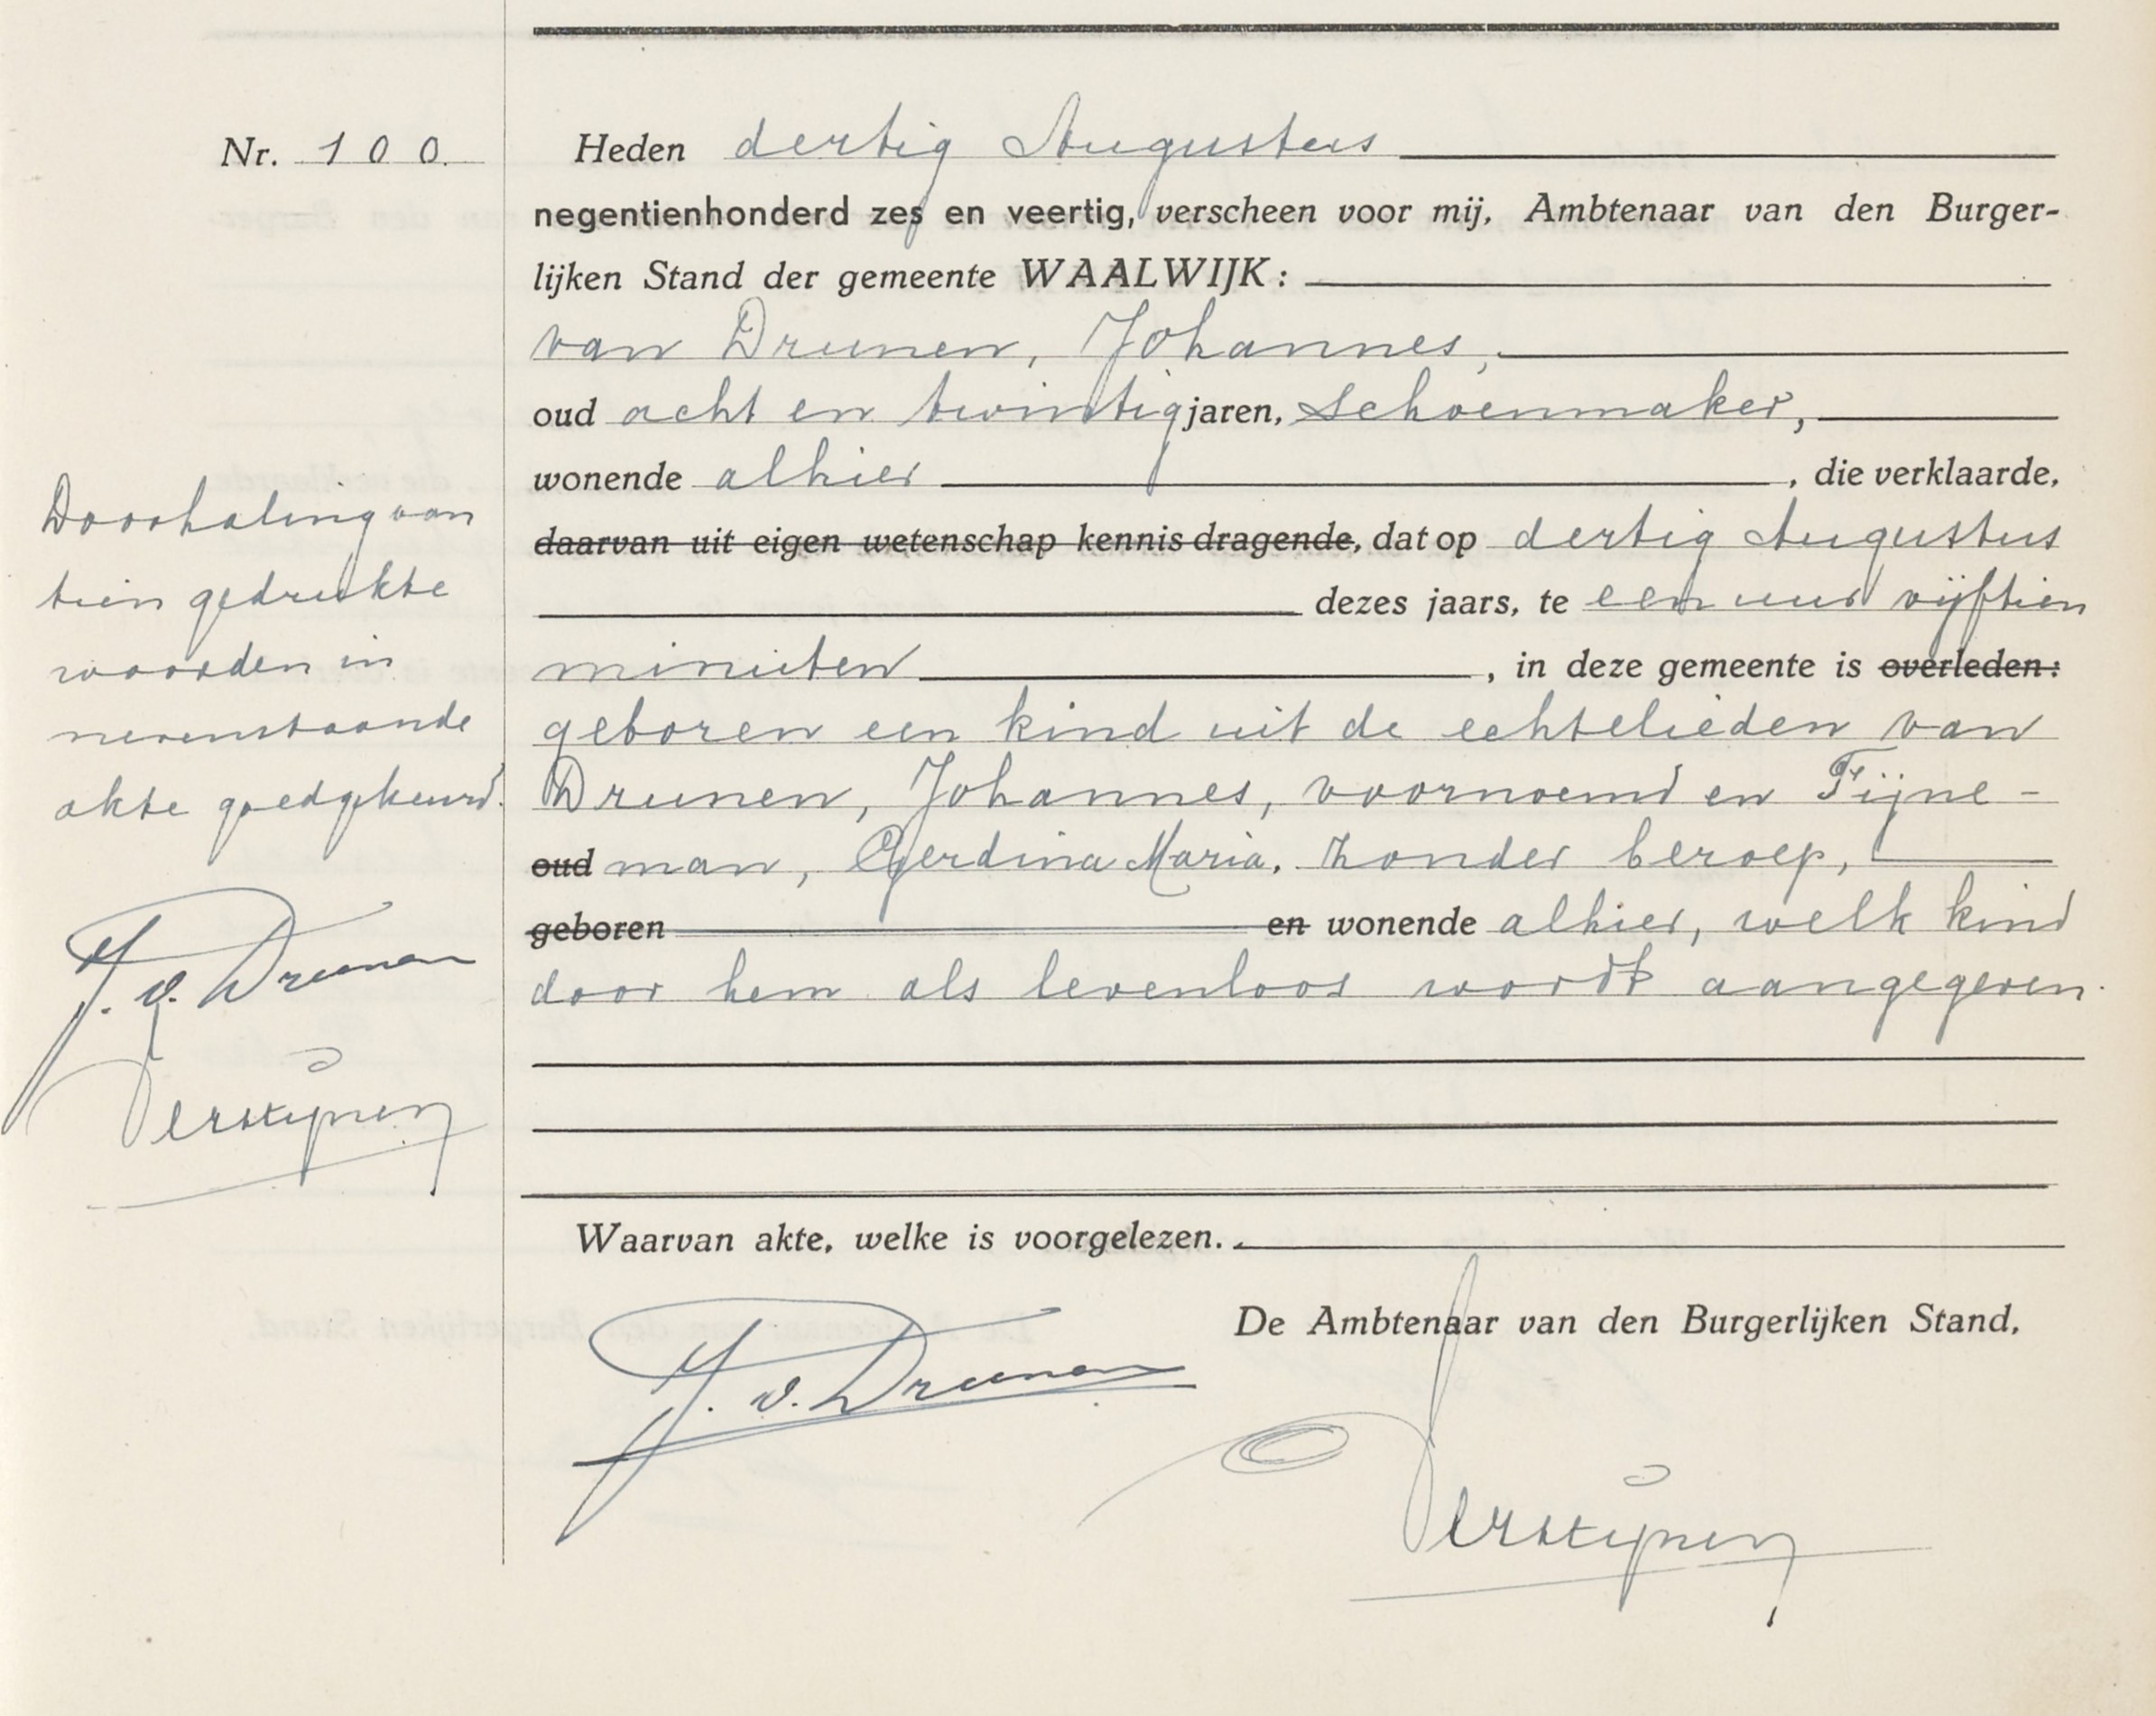 Nr. 100.
Heden dertig Augustus
negentienhonderd zes en veertig, verscheen voor mij, Ambtenaar van den Burger-
lijken Stand der gemeente WAALWIJK:
van Drunen, Johannes,
oud acht en twintig jaren, schoenmaker,
wonende alhier, die verklaarde,
daarvan uit eigen wetenschap kennis dragende, dat op dertig Augustus
dezes jaars, te een uur vijftien
minuten, in deze gemeente is overleden:
geboren een kind uit de echtelieden van
Drunen, Johannes, voornoemd en Fijne-
oud man, Gerdina Maria, zonder beroep,
geboren en wonende alhier, welk kind
door hem als levenloos wordt aangegeven.
Waarvan akte, welke is voorgelezen.
De Ambtenaar van den Burgerlijken Stand,
J. v. Drunen
Doorhaling van
tien gedrukte
woorden in
nevenstaande
akte goedgekeurd.
J. v. Drunen